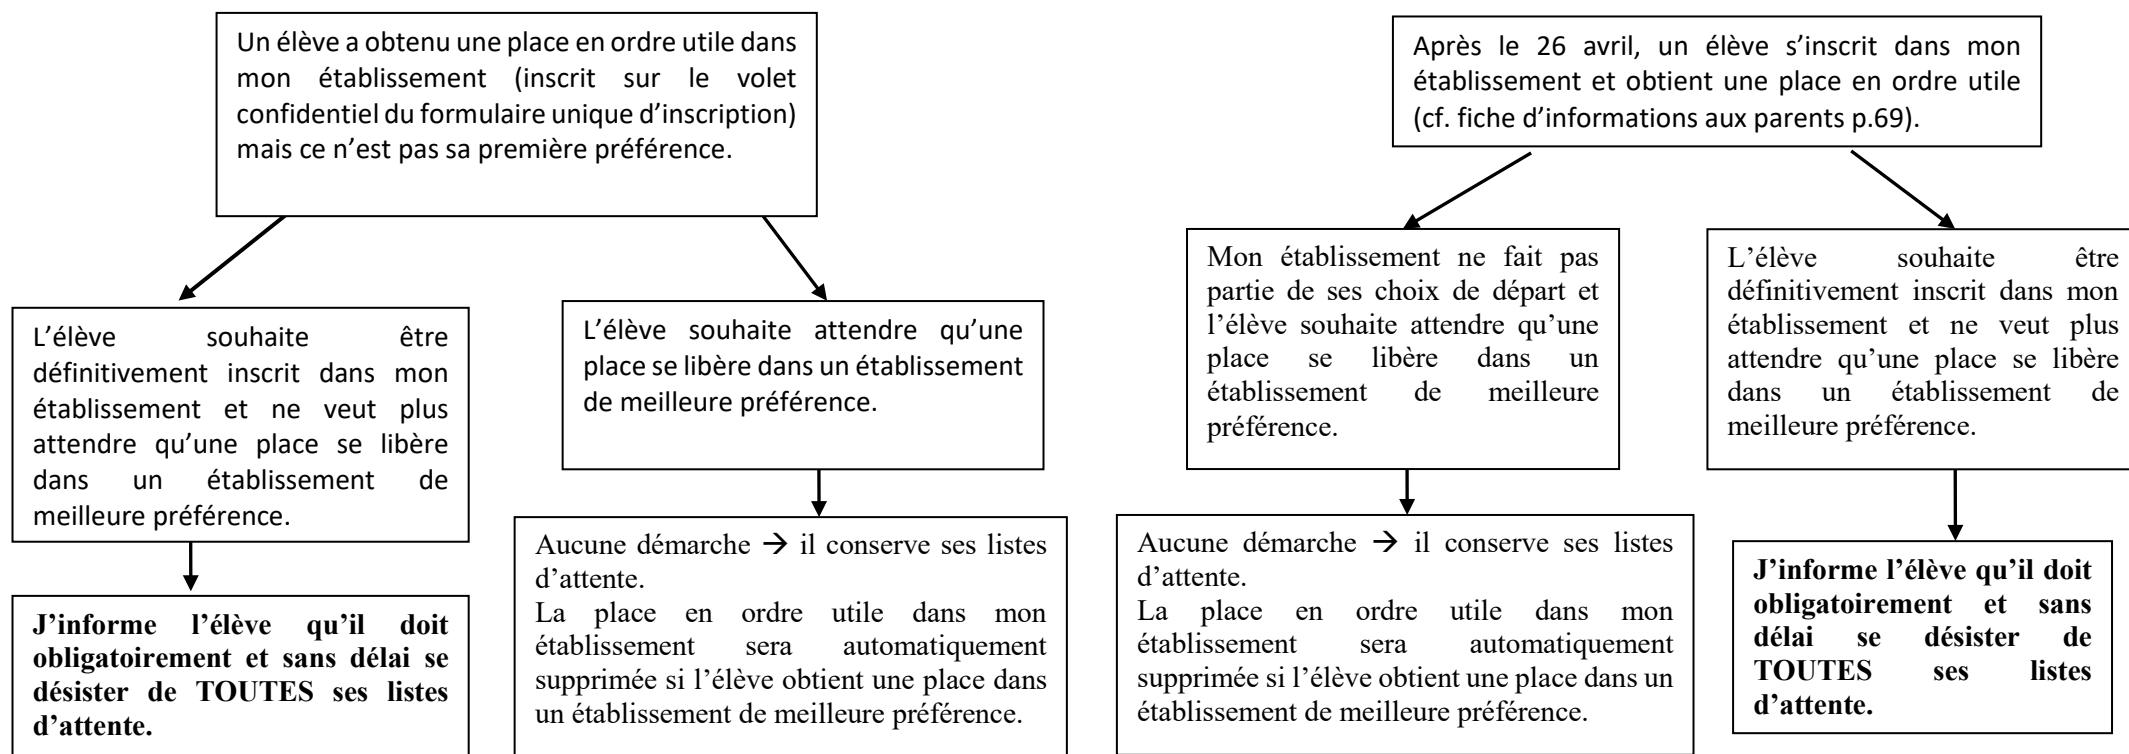 Un élève a obtenu une place en ordre utile dans
mon établissement (inscrit sur le volet
confidentiel du formulaire unique d’inscription)
mais ce n’est pas sa première préférence.
L’élève souhaite être
définitivement inscrit dans mon
établissement et ne veut plus
attendre qu’une place se libère
dans un établissement de
meilleure préférence.
J’informe l’élève qu’il doit
obligatoirement et sans délai se
désister de TOUTES ses listes
d’attente.
L’élève souhaite attendre qu’une
place se libère dans un établissement
de meilleure préférence.
Aucune démarche → il conserve ses listes
d’attente.
La place en ordre utile dans mon
établissement sera automatiquement
supprimée si l’élève obtient une place dans
un établissement de meilleure préférence.
Après le 26 avril, un élève s’inscrit dans mon
établissement et obtient une place en ordre utile
(cf. fiche d’informations aux parents p.69).
Mon établissement ne fait pas
partie de ses choix de départ et
l’élève souhaite attendre qu’une
place se libère dans un
établissement de meilleure
préférence.
Aucune démarche → il conserve ses listes
d’attente.
La place en ordre utile dans mon
établissement sera automatiquement
supprimée si l’élève obtient une place dans un
établissement de meilleure préférence.
L’élève souhaite être
définitivement inscrit dans mon
établissement et ne veut plus
attendre qu’une place se libère
dans un établissement de
meilleure préférence.
J’informe l’élève qu’il doit
obligatoirement et sans
délai se désister de
TOUTES ses listes
d’attente.